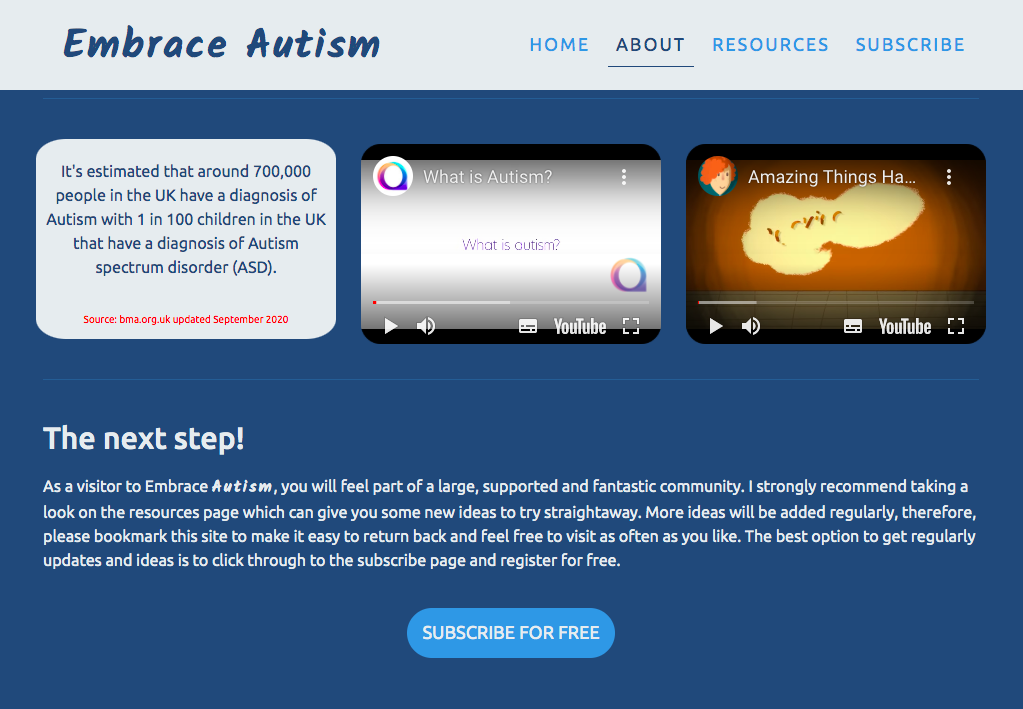 Embrace Autism
HOME ABOUT RESOURCES SUBSCRIBE
It's estimated that around 700,000
people in the UK have a diagnosis of
Autism with 1 in 100 children in the UK
that have a diagnosis of Autism
spectrum disorder (ASD).
Source: bma.org.uk updated September 2020
What is Autism?
What is autism?
YouTube
Amazing Things Ha...
YouTube
The next step!
As a visitor to Embrace Autism, you will feel part of a large, supported and fantastic community. I strongly recommend taking a
look on the resources page which can give you some new ideas to try straightaway. More ideas will be added regularly, therefore,
please bookmark this site to make it easy to return back and feel free to visit as often as you like. The best option to get regularly
updates and ideas is to click through to the subscribe page and register for free.
SUBSCRIBE FOR FREE